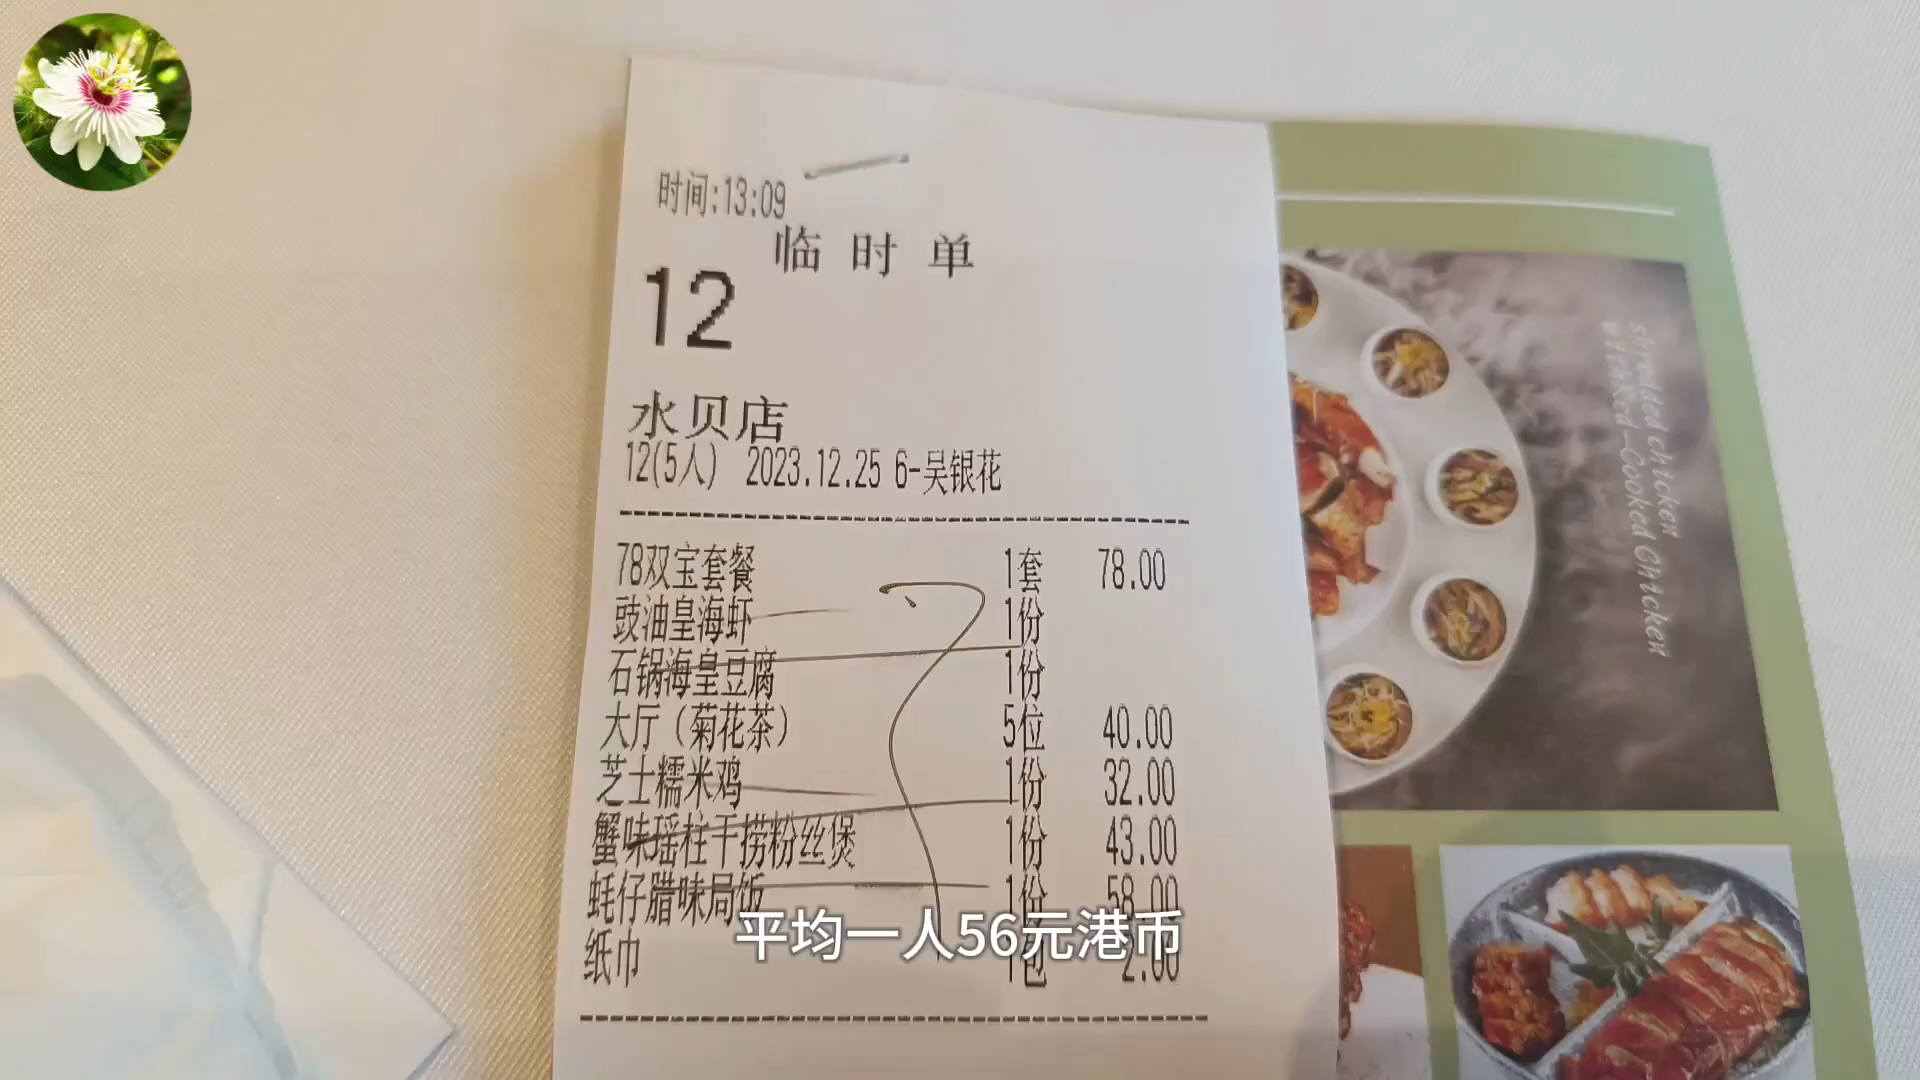 时间:13:09
临时单
12
水贝店
12(5人) 2023.12.25 6-吴银花
78双宝套餐 1套 78.00
豉油皇海虾 1份
石锅海皇豆腐 1份
大厅(菊花茶) 5位 40.00
芝士糯米鸡 1份 32.00
蟹味瑶柱干捞粉丝煲 1份 43.00
蚝仔腊味局饭 1份 58.00
纸巾 1包 2.00
平均一人56元港币
Shredded chicken